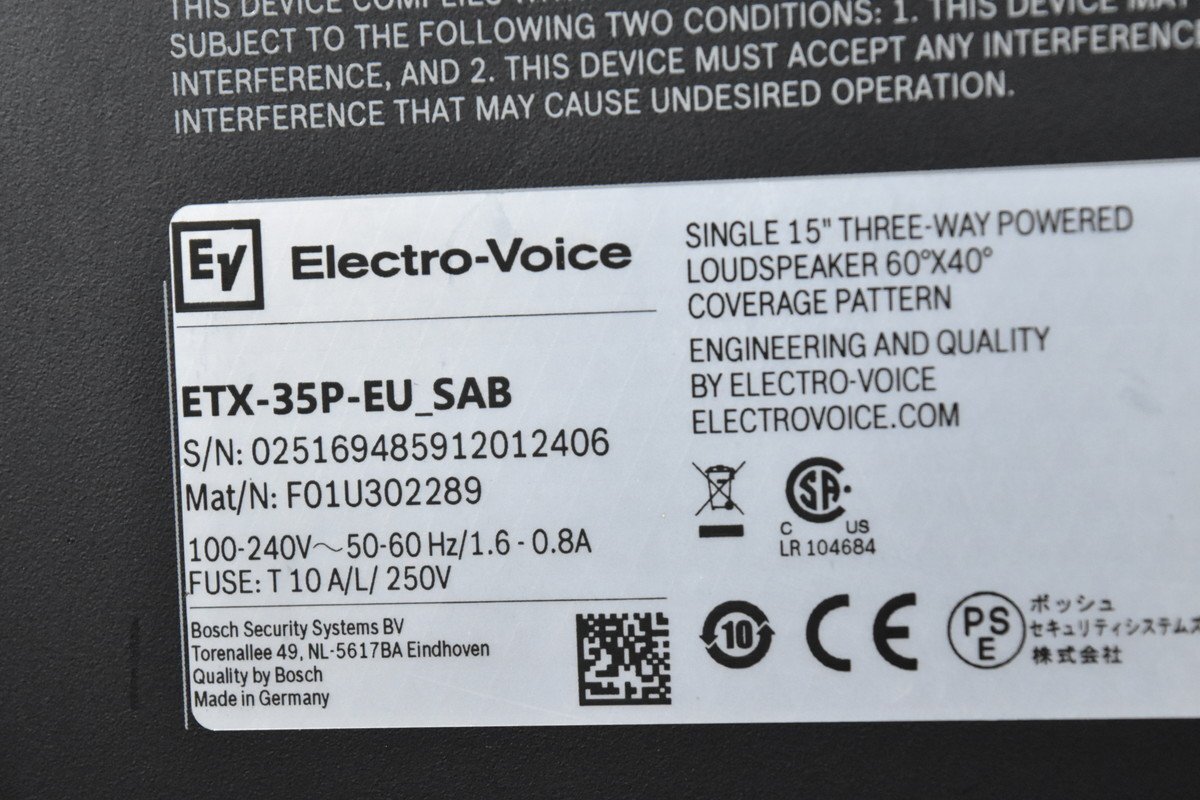 THIS DEVICE COMPLIES
SUBJECT TO THE FOLLOWING TWO CONDITIONS: 1. THIS DEVICE MAY
INTERFERENCE, AND 2. THIS DEVICE MUST ACCEPT ANY INTERFERENCE,
INTERFERENCE THAT MAY CAUSE UNDESIRED OPERATION.
EV Electro-Voice
ETX-35P-EU_SAB
S/N: 025169485912012406
Mat/N: F01U302289
100-240V～50-60 Hz/1.6 - 0.8A
FUSE: T 10 A/L/ 250V
Bosch Security Systems BV
Torenallee 49, NL-5617BA Eindhoven
Quality by Bosch
Made in Germany
SINGLE 15" THREE-WAY POWERED
LOUDSPEAKER 60°X40°
COVERAGE PATTERN
ENGINEERING AND QUALITY
BY ELECTRO-VOICE
ELECTROVOICE.COM
SA
C US
LR 104684
10
CE
PS
E
ボッシュ
セキュリティシステムズ
株式会社